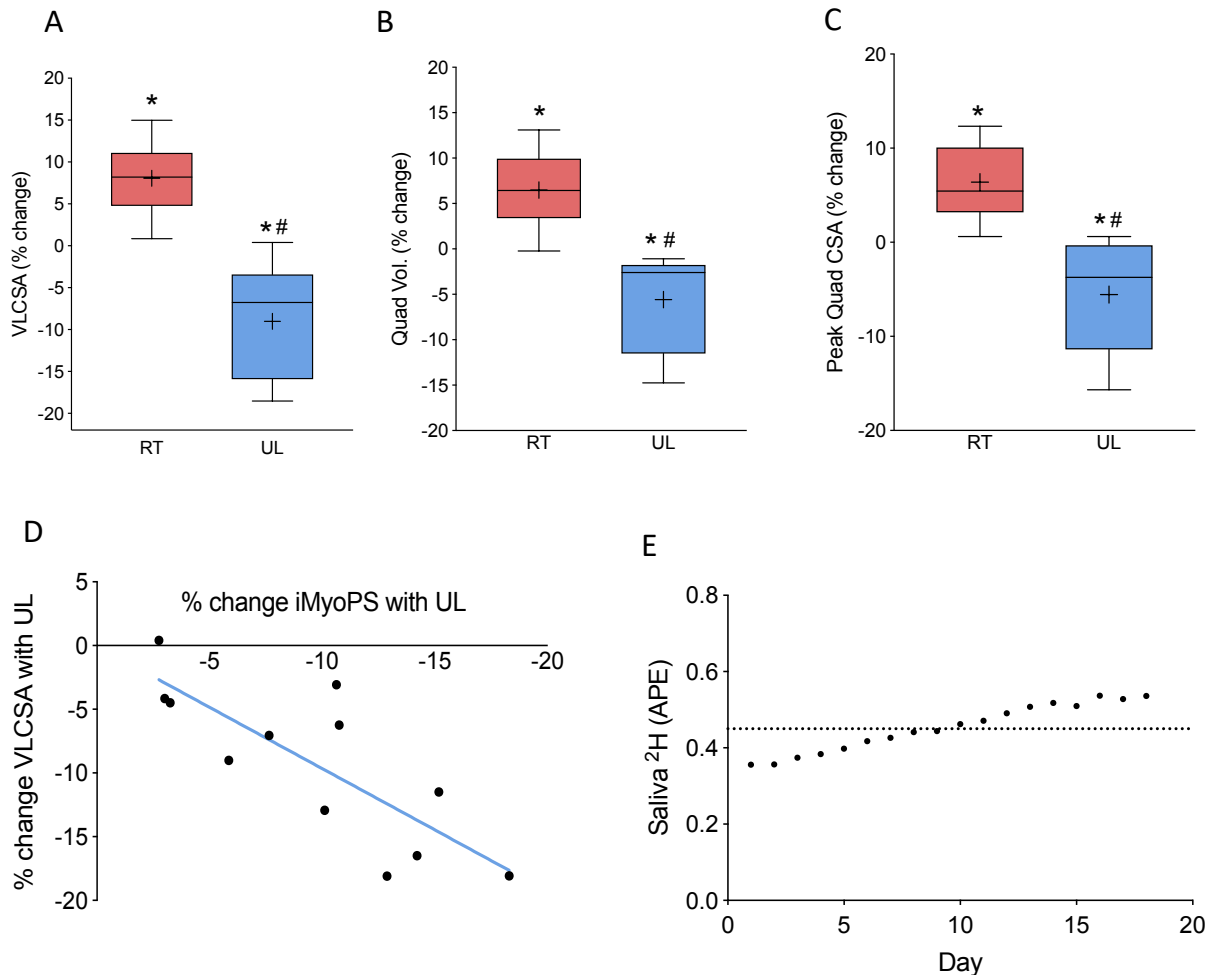 A
VLCSA (% change)
20
15
10
5
0
-5
-10
-15
-20
*
* #
RT
UL
B
Quad Vol. (% change)
20
15
10
5
0
-5
-10
-15
-20
*
* #
RT
UL
C
Peak Quad CSA (% change)
20
10
0
-10
-20
*
* #
RT
UL
D
% change VLCSA with UL
5
0
-5
-10
-15
-20
% change iMyoPS with UL
-5
-10
-15
-20
E
Saliva ²H (APE)
0.8
0.6
0.4
0.2
0.0
0
5
10
15
20
Day